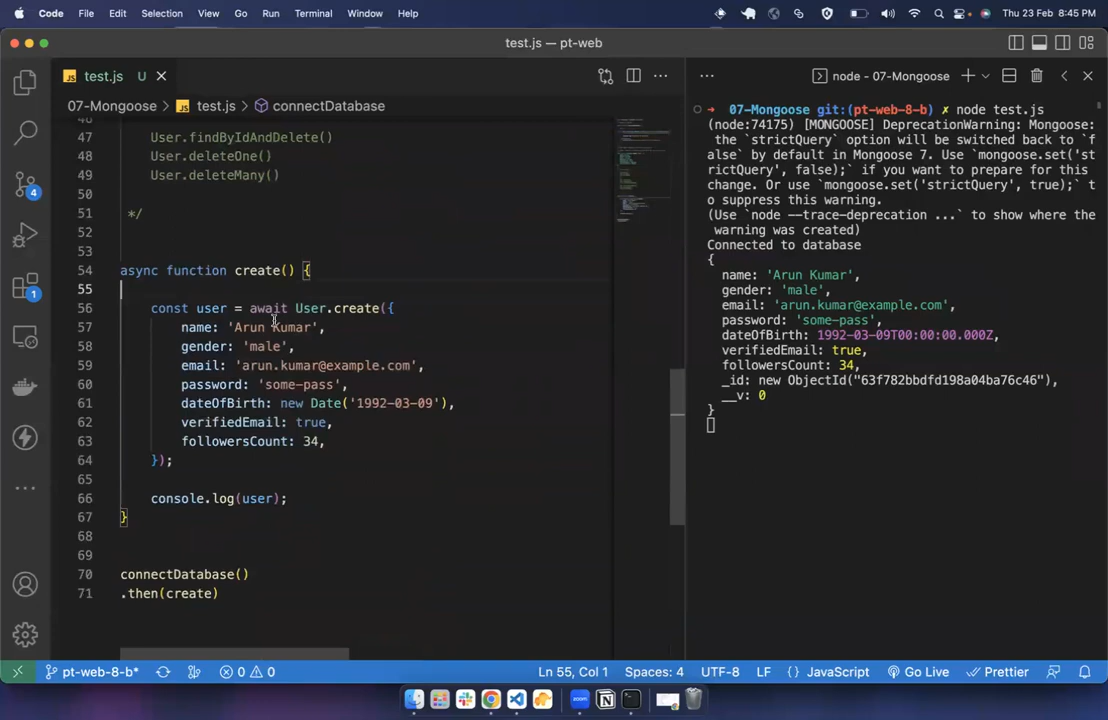 Code File Edit Selection View Go Run Terminal Window Help Thu 23 Feb 8:45 PM
test.js — pt-web
test.js U
07-Mongoose > test.js > connectDatabase
46
47 User.findByIdAndDelete()
48 User.deleteOne()
49 User.deleteMany()
50
51 */
52
53
54 async function create() {
55
56 const user = await User.create({
57 name: 'Arun Kumar',
58 gender: 'male',
59 email: 'arun.kumar@example.com',
60 password: 'some-pass',
61 dateOfBirth: new Date('1992-03-09'),
62 verifiedEmail: true,
63 followersCount: 34,
64 });
65
66 console.log(user);
67 }
68
69
70 connectDatabase()
71 .then(create)
node - 07-Mongoose
➜ 07-Mongoose git:(pt-web-8-b) ✗ node test.js
(node:74175) [MONGOOSE] DeprecationWarning: Mongoose:
the `strictQuery` option will be switched back to `f
alse` by default in Mongoose 7. Use `mongoose.set('st
rictQuery', false);` if you want to prepare for this
change. Or use `mongoose.set('strictQuery', true);` t
o suppress this warning.
(Use `node --trace-deprecation ...` to show where the
warning was created)
Connected to database
{
name: 'Arun Kumar',
gender: 'male',
email: 'arun.kumar@example.com',
password: 'some-pass',
dateOfBirth: 1992-03-09T00:00:00.000Z,
verifiedEmail: true,
followersCount: 34,
_id: new ObjectId("63f782bbdfd198a04ba76c46"),
__v: 0
}
4
1
pt-web-8-b* 0 0 Ln 55, Col 1 Spaces: 4 UTF-8 LF {} JavaScript Go Live Prettier
zoom